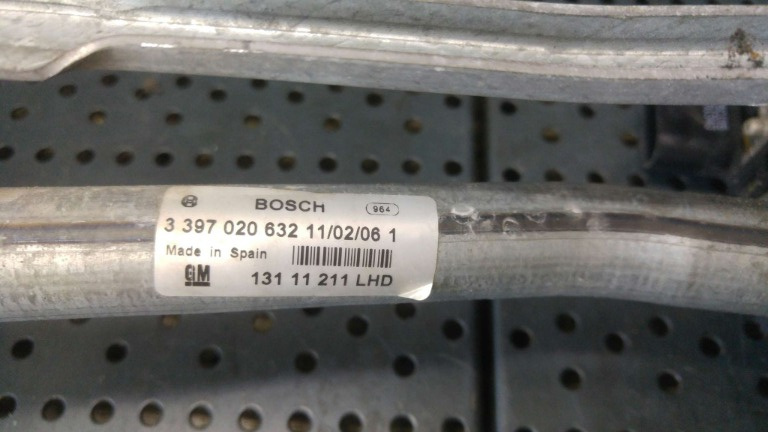 BOSCH 964
3 397 020 632 11/02/06 1
Made in Spain
GM 131 11 211 LHD